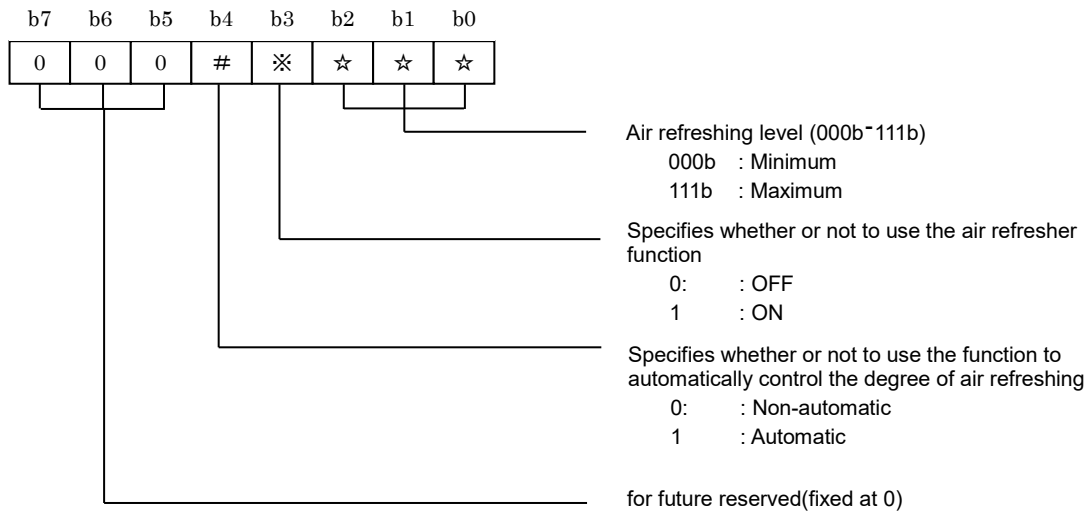 b7 b6 b5 b4 b3 b2 b1 b0
0 0 0 # ※ ☆ ☆ ☆
Air refreshing level (000b-111b)
000b : Minimum
111b : Maximum
Specifies whether or not to use the air refresher
function
0: : OFF
1 : ON
Specifies whether or not to use the function to
automatically control the degree of air refreshing
0: : Non-automatic
1 : Automatic
for future reserved(fixed at 0)